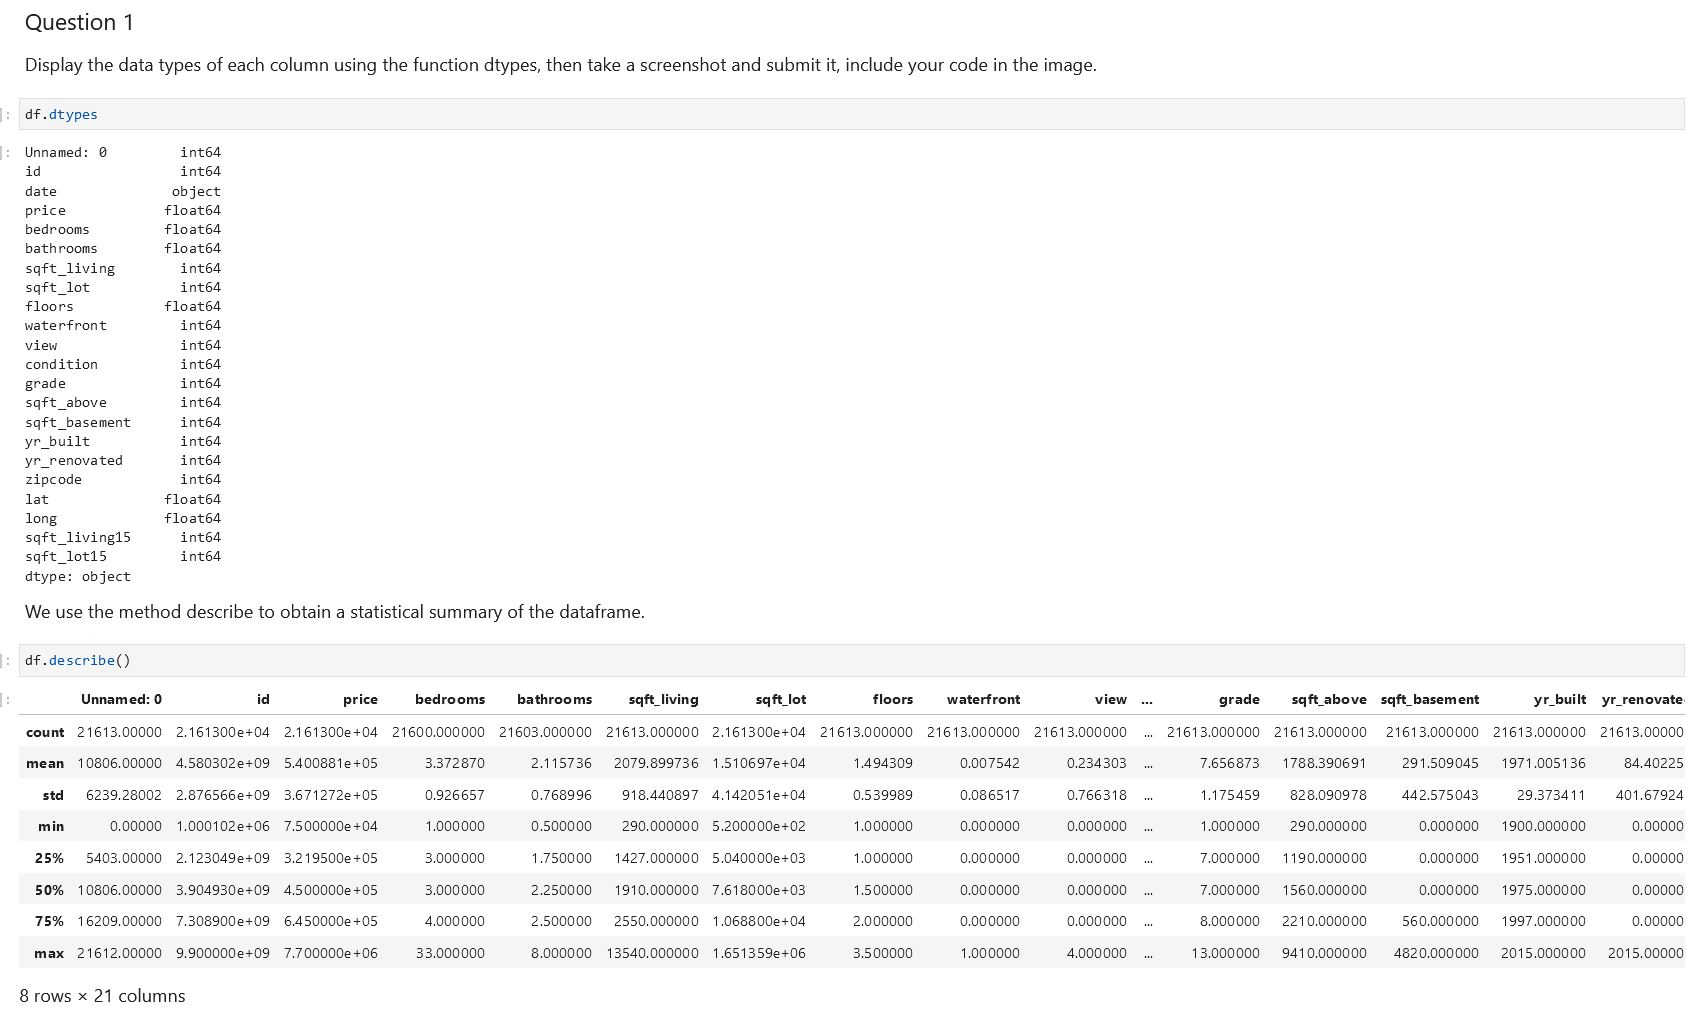 Question 1
Display the data types of each column using the function dtypes, then take a screenshot and submit it, include your code in the image.
]: df.dtypes
]: Unnamed: 0 int64
id int64
date object
price float64
bedrooms float64
bathrooms float64
sqft_living int64
sqft_lot int64
floors float64
waterfront int64
view int64
condition int64
grade int64
sqft_above int64
sqft_basement int64
yr_built int64
yr_renovated int64
zipcode int64
lat float64
long float64
sqft_living15 int64
sqft_lot15 int64
dtype: object
We use the method describe to obtain a statistical summary of the dataframe.
]: df.describe()
]: Unnamed: 0 id price bedrooms bathrooms sqft_living sqft_lot floors waterfront view ... grade sqft_above sqft_basement yr_built yr_renovate
count 21613.00000 2.161300e+04 2.161300e+04 21600.000000 21603.000000 21613.000000 2.161300e+04 21613.000000 21613.000000 21613.000000 ... 21613.000000 21613.000000 21613.000000 21613.000000 21613.00000
mean 10806.00000 4.580302e+09 5.400881e+05 3.372870 2.115736 2079.899736 1.510697e+04 1.494309 0.007542 0.234303 ... 7.656873 1788.390691 291.509045 1971.005136 84.40225
std 6239.28002 2.876566e+09 3.671272e+05 0.926657 0.768996 918.440897 4.142051e+04 0.539989 0.086517 0.766318 ... 1.175459 828.090978 442.575043 29.373411 401.67924
min 0.00000 1.000102e+06 7.500000e+04 1.000000 0.500000 290.000000 5.200000e+02 1.000000 0.000000 0.000000 ... 1.000000 290.000000 0.000000 1900.000000 0.00000
25% 5403.00000 2.123049e+09 3.219500e+05 3.000000 1.750000 1427.000000 5.040000e+03 1.000000 0.000000 0.000000 ... 7.000000 1190.000000 0.000000 1951.000000 0.00000
50% 10806.00000 3.904930e+09 4.500000e+05 3.000000 2.250000 1910.000000 7.618000e+03 1.500000 0.000000 0.000000 ... 7.000000 1560.000000 0.000000 1975.000000 0.00000
75% 16209.00000 7.308900e+09 6.450000e+05 4.000000 2.500000 2550.000000 1.068800e+04 2.000000 0.000000 0.000000 ... 8.000000 2210.000000 560.000000 1997.000000 0.00000
max 21612.00000 9.900000e+09 7.700000e+06 33.000000 8.000000 13540.000000 1.651359e+06 3.500000 1.000000 4.000000 ... 13.000000 9410.000000 4820.000000 2015.000000 2015.00000
8 rows × 21 columns